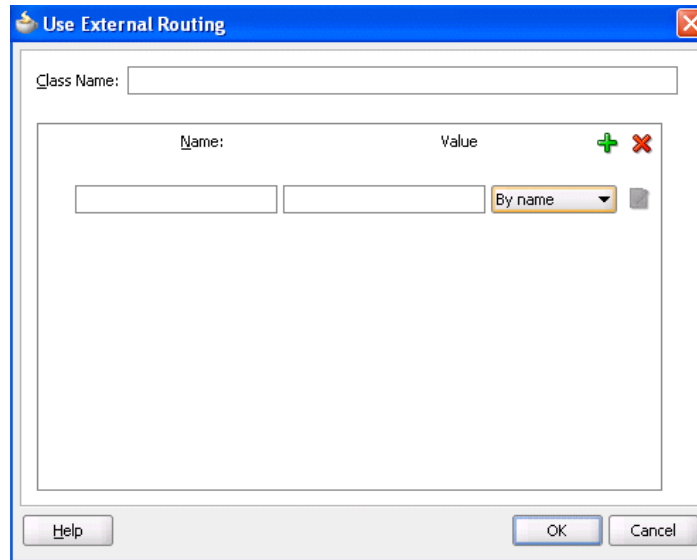 Use External Routing
Class Name:
Name: Value
By name
Help OK Cancel